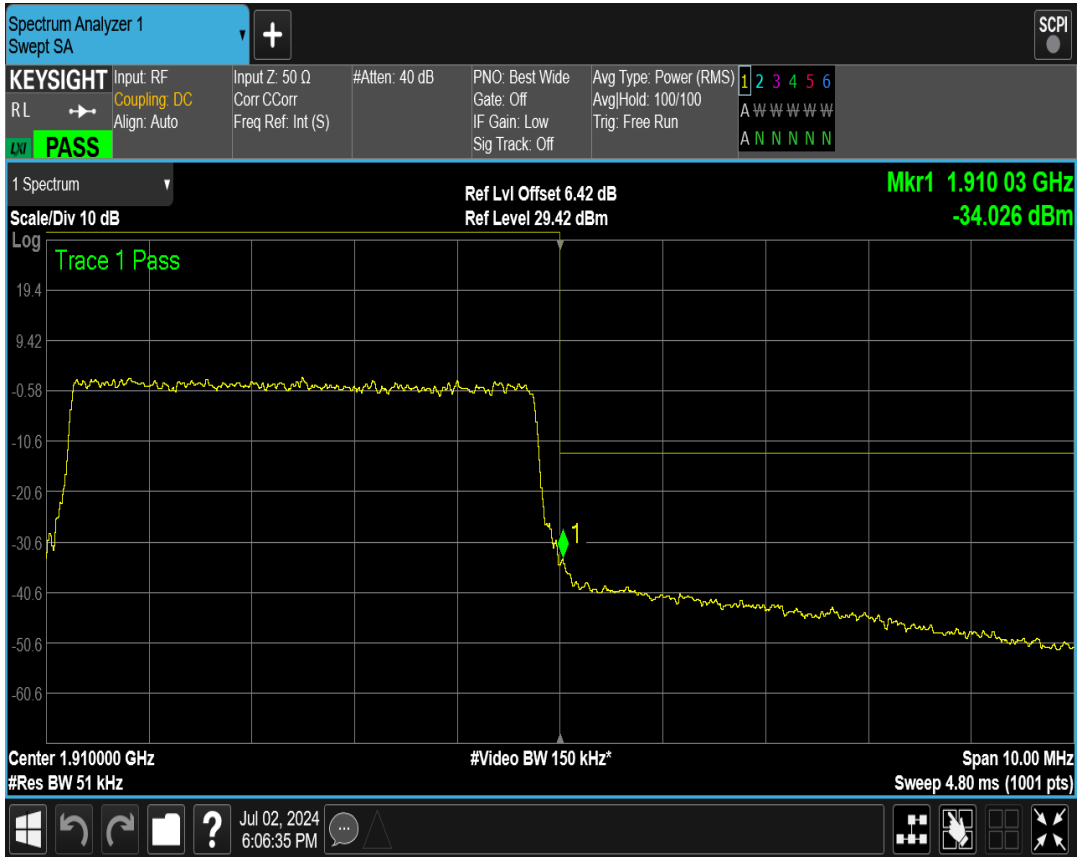 Spectrum Analyzer 1
Swept SA
+
SCPI
KEYSIGHT
RL
LXI PASS
Input: RF
Coupling: DC
Align: Auto
Input Z: 50 Ω
Corr CCorr
Freq Ref: Int (S)
#Atten: 40 dB
PNO: Best Wide
Gate: Off
IF Gain: Low
Sig Track: Off
Avg Type: Power (RMS)
Avg|Hold: 100/100
Trig: Free Run
1 2 3 4 5 6
A W W W W W
A N N N N N
1 Spectrum
Scale/Div 10 dB
Ref Lvl Offset 6.42 dB
Ref Level 29.42 dBm
Mkr1 1.910 03 GHz
-34.026 dBm
Log
Trace 1 Pass
19.4
9.42
-0.58
-10.6
-20.6
-30.6
-40.6
-50.6
-60.6
1
Center 1.910000 GHz
#Res BW 51 kHz
#Video BW 150 kHz*
Span 10.00 MHz
Sweep 4.80 ms (1001 pts)
?
Jul 02, 2024
6:06:35 PM